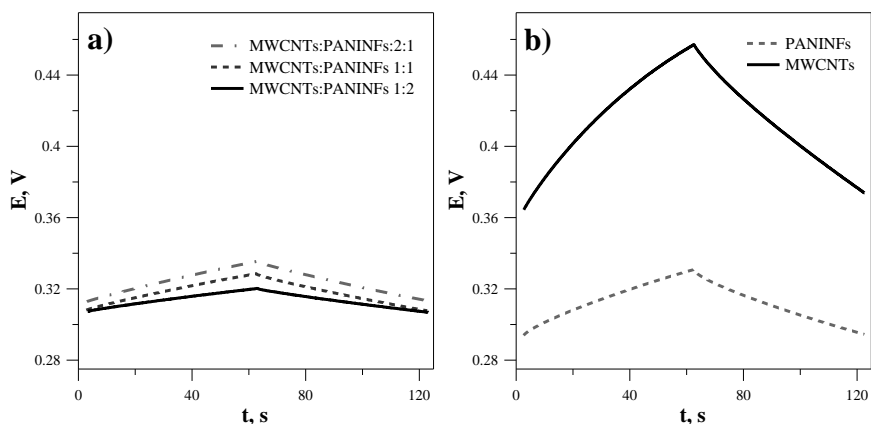 a)
MWCNTs:PANINFs:2:1
MWCNTs:PANINFs 1:1
MWCNTs:PANINFs 1:2
0.44
0.4
0.36
0.32
0.28
E, V
0 40 80 120
t, s
b)
PANINFs
MWCNTs
0.44
0.4
0.36
0.32
0.28
E, V
0 40 80 120
t, s